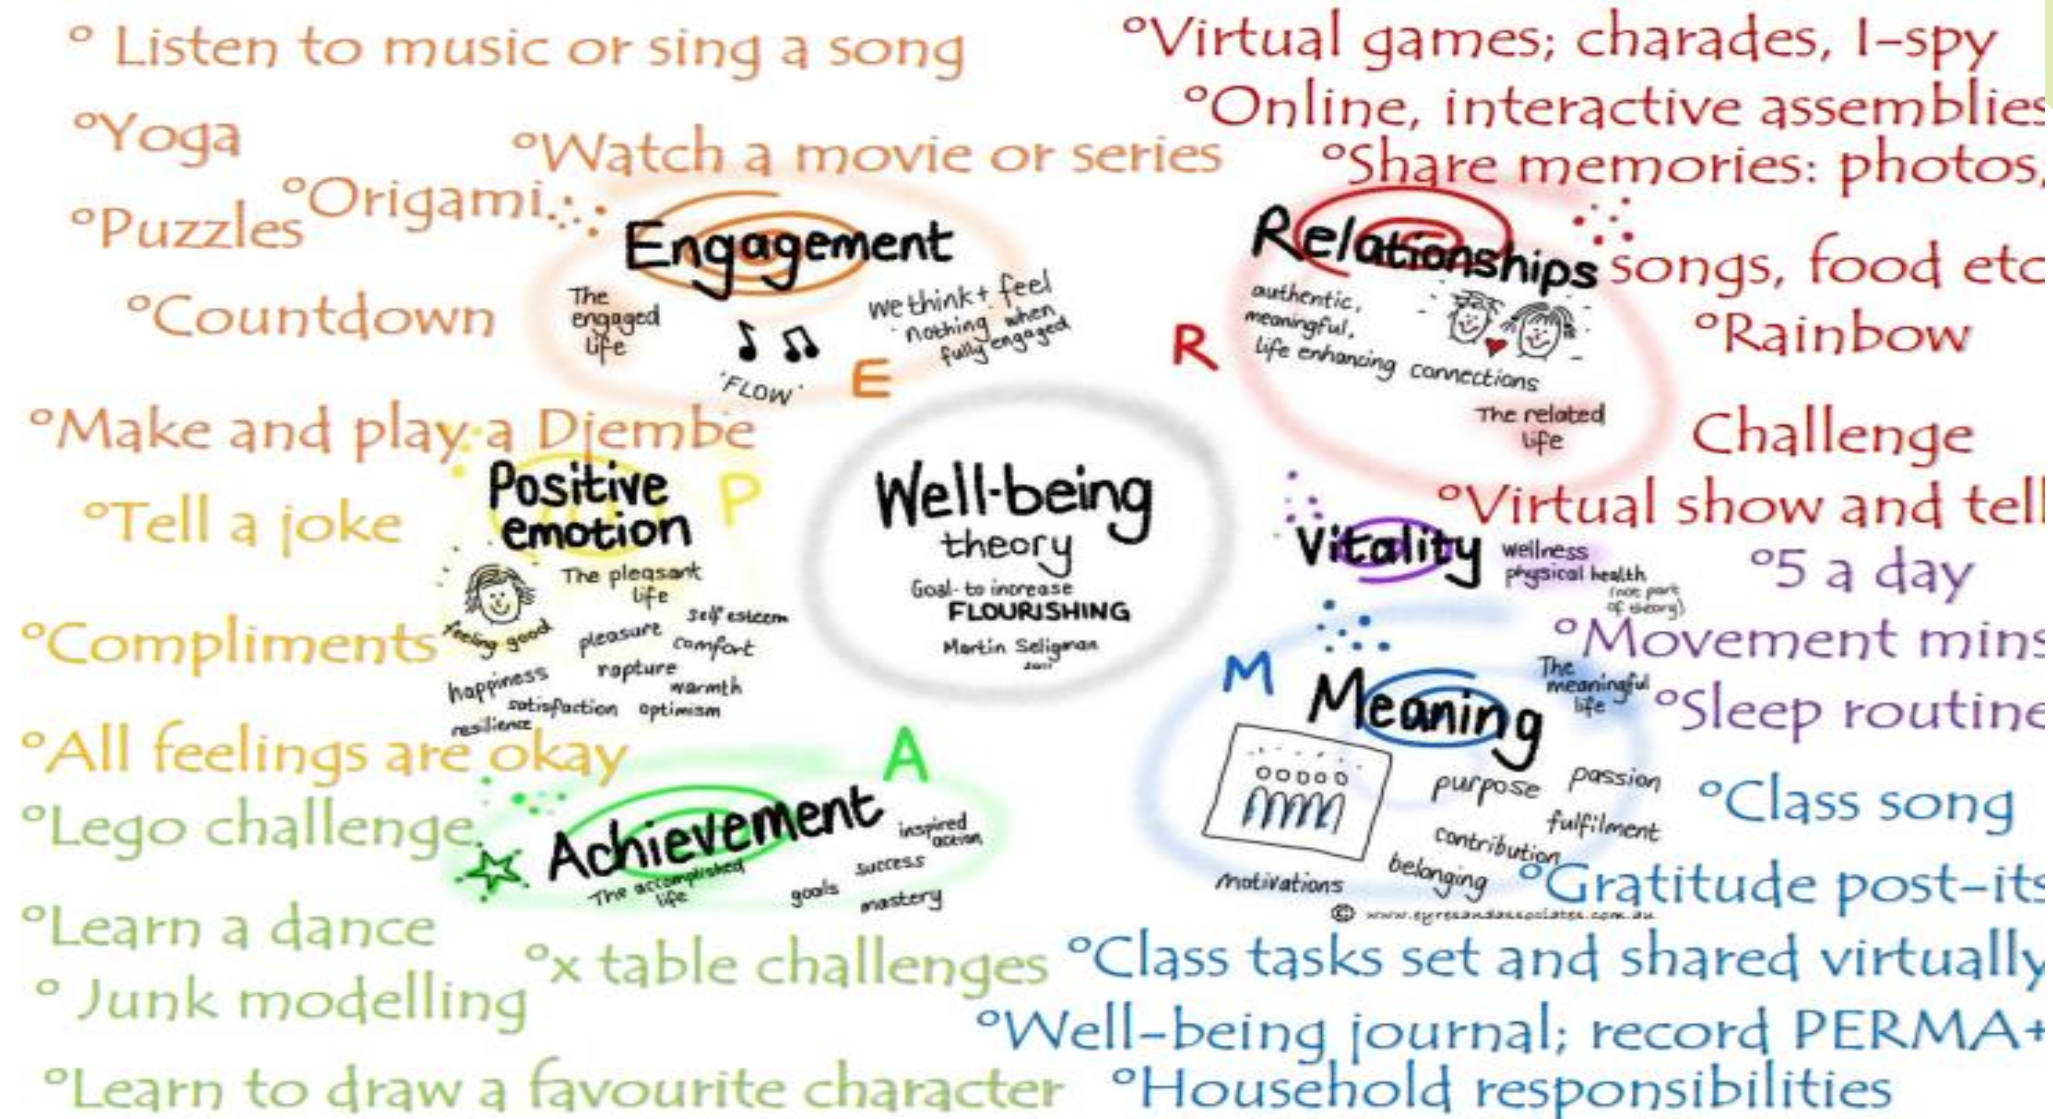 ° Listen to music or sing a song
°Yoga
°Watch a movie or series
°Origami
°Puzzles
°Countdown
°Make and play a Djembe
Engagement
The
engaged
life
'FLOW'
We think + feel
nothing when
fully engaged
E
°Virtual games; charades, I-spy
°Online, interactive assemblies
°Share memories: photos,
songs, food etc
°Rainbow
Challenge
°Virtual show and tell
Relationships
authentic,
meaningful,
life enhancing connections
The related
life
R
Positive
emotion
P
The pleasant
life
feeling good
self esteem
pleasure
comfort
rapture
happiness
warmth
satisfaction
optimism
resilience
°Tell a joke
°Compliments
°All feelings are okay
Well-being
theory
Goal- to increase
FLOURISHING
Martin Seligman
2011
Vitality
wellness
physical health
(not part
of theory)
°5 a day
°Movement mins
°Sleep routine
M
Meaning
The
meaningful
life
purpose
passion
fulfilment
contribution
belonging
motivations
© www.eyresandassociates.com.au
°Class song
°Gratitude post-its
°Class tasks set and shared virtually
°Well-being journal; record PERMA+
°Household responsibilities
A
Achievement
The accomplished
life
inspired
action
success
goals
mastery
°Lego challenge
°Learn a dance
°x table challenges
° Junk modelling
°Learn to draw a favourite character